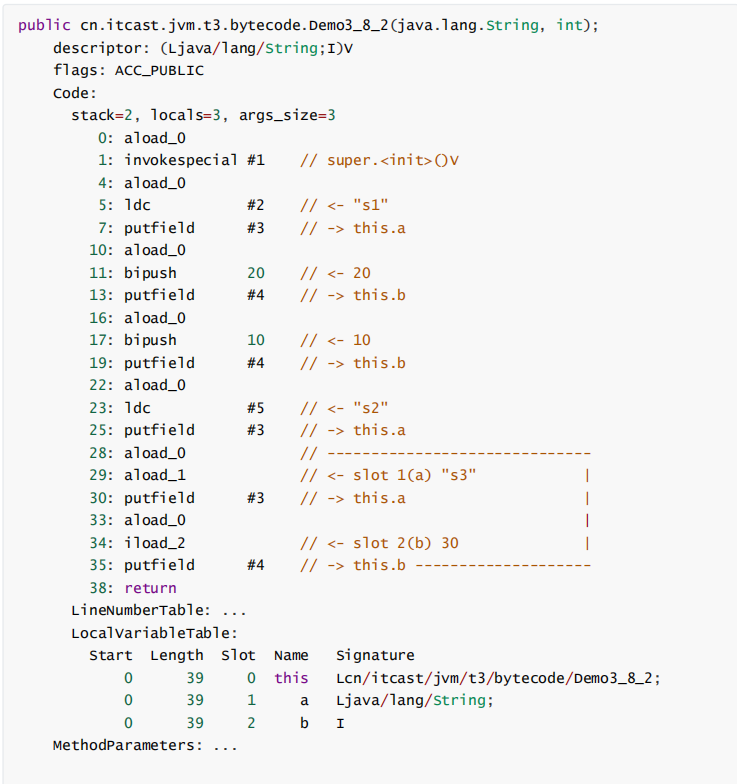 public cn.itcast.jvm.t3.bytecode.Demo3_8_2(java.lang.String, int);
descriptor: (Ljava/lang/String;I)V
flags: ACC_PUBLIC
Code:
stack=2, locals=3, args_size=3
0: aload_0
1: invokespecial #1 // super.<init>()V
4: aload_0
5: ldc #2 // <- "s1"
7: putfield #3 // -> this.a
10: aload_0
11: bipush 20 // <- 20
13: putfield #4 // -> this.b
16: aload_0
17: bipush 10 // <- 10
19: putfield #4 // -> this.b
22: aload_0
23: ldc #5 // <- "s2"
25: putfield #3 // -> this.a
28: aload_0 // ------------------------------
29: aload_1 // <- slot 1(a) "s3" |
30: putfield #3 // -> this.a |
33: aload_0 |
34: iload_2 // <- slot 2(b) 30 |
35: putfield #4 // -> this.b --------------------
38: return
LineNumberTable: ...
LocalVariableTable:
Start Length Slot Name Signature
0 39 0 this Lcn/itcast/jvm/t3/bytecode/Demo3_8_2;
0 39 1 a Ljava/lang/String;
0 39 2 b I
MethodParameters: ...